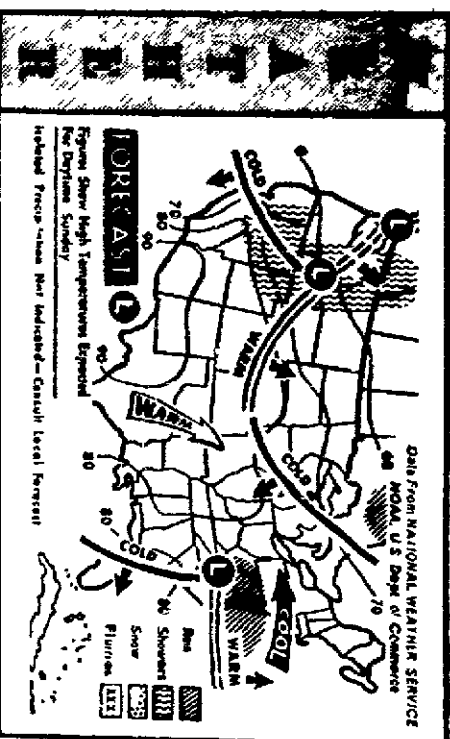 Data From NATIONAL WEATHER SERVICE
NOAA, U S Dept of Commerce
60
70
COLD
WARM
COLD
WARM
COOL
WARM
COLD
L
L
L
70
80
90
90
80
80
80
FORECAST
Figures Show High Temperatures Expected
For Daytime Sunday
Isolated Precipitation Not Indicated — Consult Local Forecast
Rain
Showers
Snow
Flurries